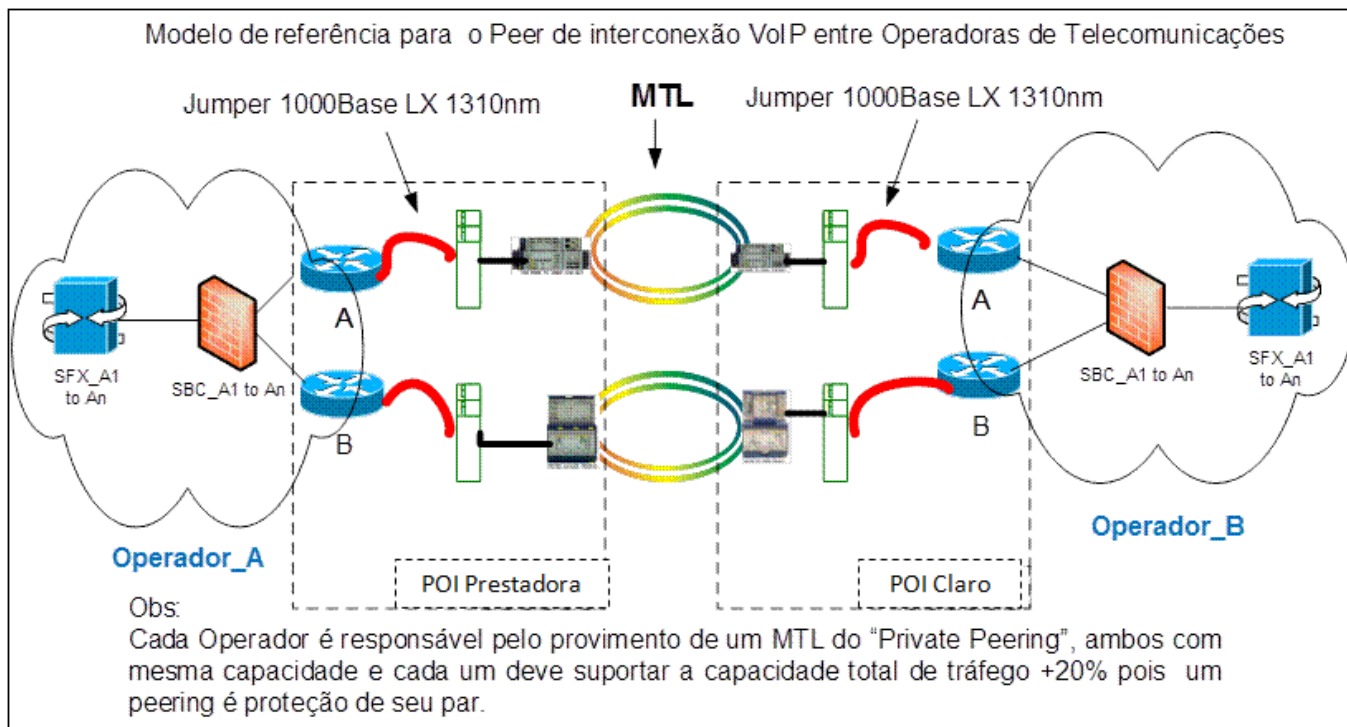 Modelo de referência para o Peer de interconexão VoIP entre Operadoras de Telecomunicações
Jumper 1000Base LX 1310nm
MTL
Jumper 1000Base LX 1310nm
A
A
SFX_A1
to An
SBC_A1 to An
SBC_A1 to An
SFX_A1
to An
B
B
Operador_A
Operador_B
POI Prestadora
POI Claro
Obs:
Cada Operador é responsável pelo provimento de um MTL do “Private Peering”, ambos com
mesma capacidade e cada um deve suportar a capacidade total de tráfego +20% pois um
peering é proteção de seu par.